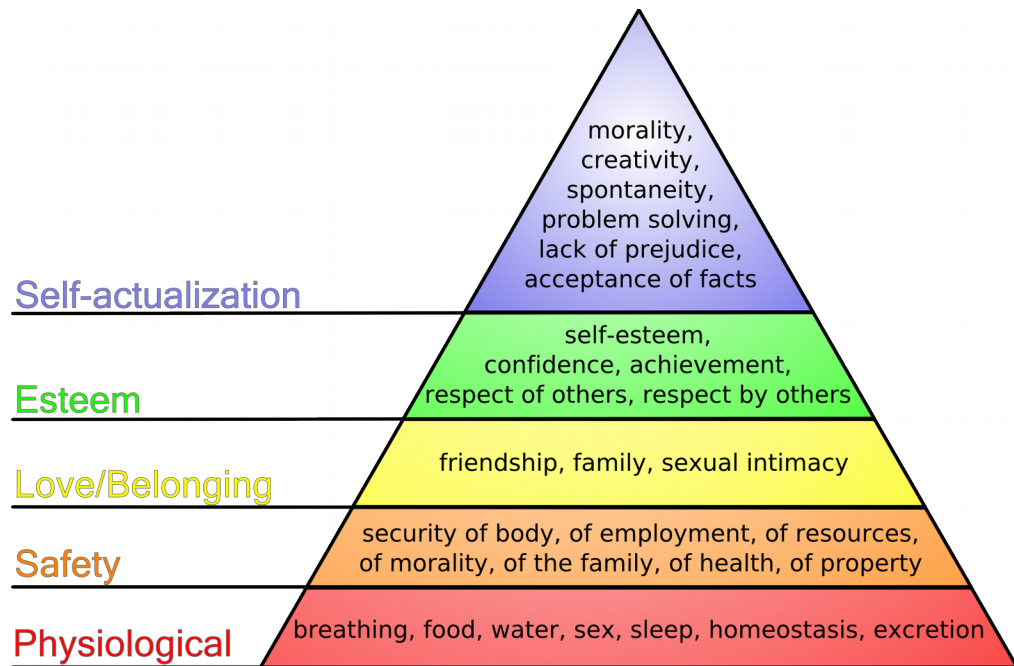 morality,
creativity,
spontaneity,
problem solving,
lack of prejudice,
acceptance of facts
Self-actualization
self-esteem,
confidence, achievement,
respect of others, respect by others
Esteem
friendship, family, sexual intimacy
Love/Belonging
security of body, of employment, of resources,
of morality, of the family, of health, of property
Safety
breathing, food, water, sex, sleep, homeostasis, excretion
Physiological